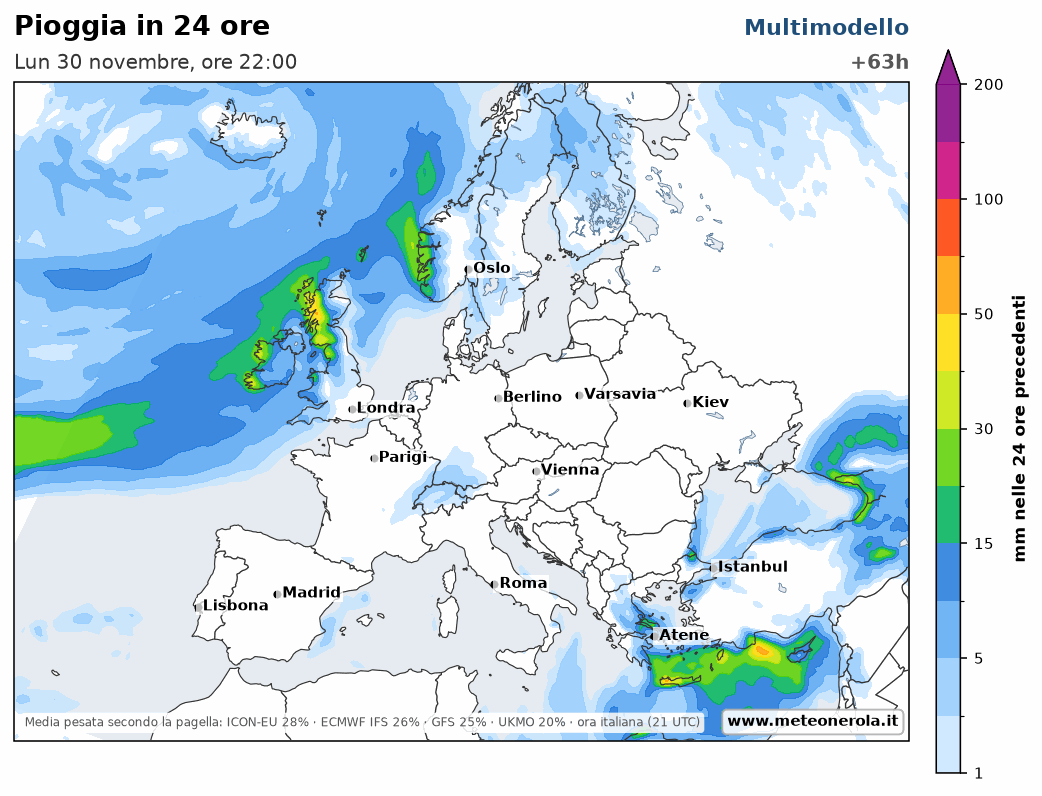 Pioggia in 24 ore
Multimodello
Lun 30 novembre, ore 22:00
+63h
200
100
50
30
15
5
1
mm nelle 24 ore precedenti
Oslo
Berlino
Varsavia
Kiev
Londra
Parigi
Vienna
Istanbul
Roma
Madrid
Lisbona
Atene
Media pesata secondo la pagella: ICON-EU 28% · ECMWF IFS 26% · GFS 25% · UKMO 20% · ora italiana (21 UTC)
www.meteonerola.it